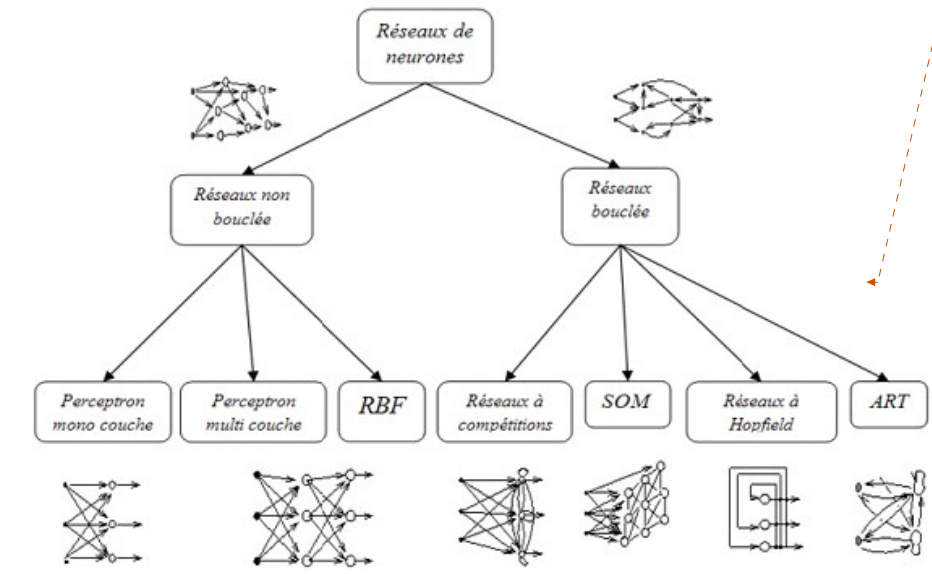 Réseaux de
neurones
Réseaux non
bouclée
Réseaux
bouclée
Perceptron
mono couche
Perceptron
multi couche
RBF
Réseaux à
compétitions
SOM
Réseaux à
Hopfield
ART